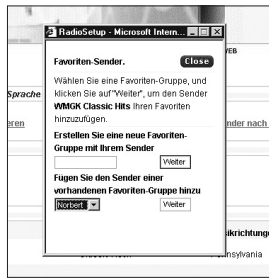 RadioSetup - Microsoft Intern...
Favoriten-Sender.
Close
Wählen Sie eine Favoriten-Gruppe, und
klicken Sie auf "Weiter", um den Sender
WMGK Classic Hits Ihren Favoriten
hinzuzufügen.
Erstellen Sie eine neue Favoriten-
Gruppe mit Ihrem Sender
Weiter
Fügen Sie den Sender einer
vorhandenen Favoriten-Gruppe hinzu
Norbert
Weiter
Sprache
eren
nder nach